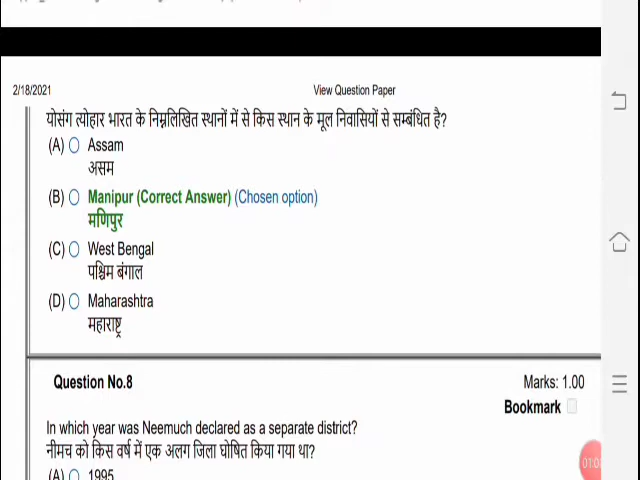 2/18/2021 View Question Paper
योसंग त्योहार भारत के निम्नलिखित स्थानों में से किस स्थान के मूल निवासियों से सम्बंधित है?
(A) Assam
असम
(B) Manipur (Correct Answer) (Chosen option)
मणिपुर
(C) West Bengal
पश्चिम बंगाल
(D) Maharashtra
महाराष्ट्र
Question No.8 Marks: 1.00
Bookmark
In which year was Neemuch declared as a separate district?
नीमच को किस वर्ष में एक अलग जिला घोषित किया गया था?
(A) 1995